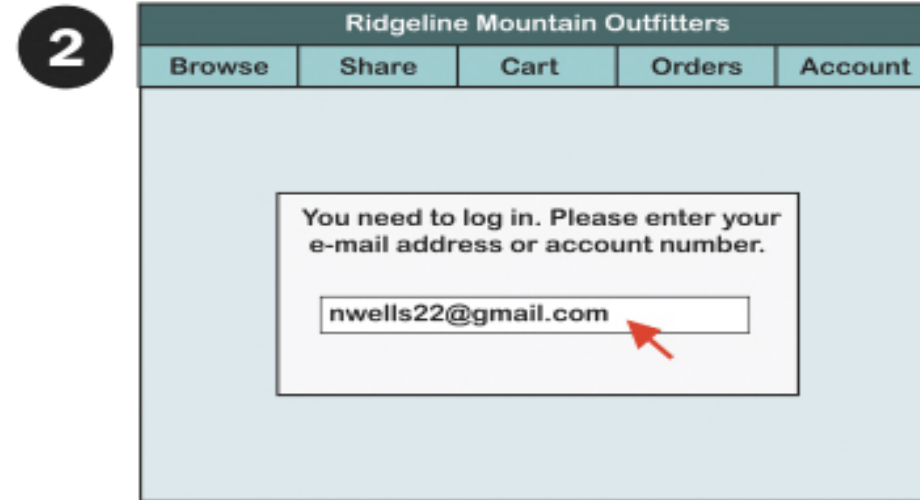 2
Ridgeline Mountain Outfitters
Browse Share Cart Orders Account
You need to log in. Please enter your
e-mail address or account number.
nwells22@gmail.com